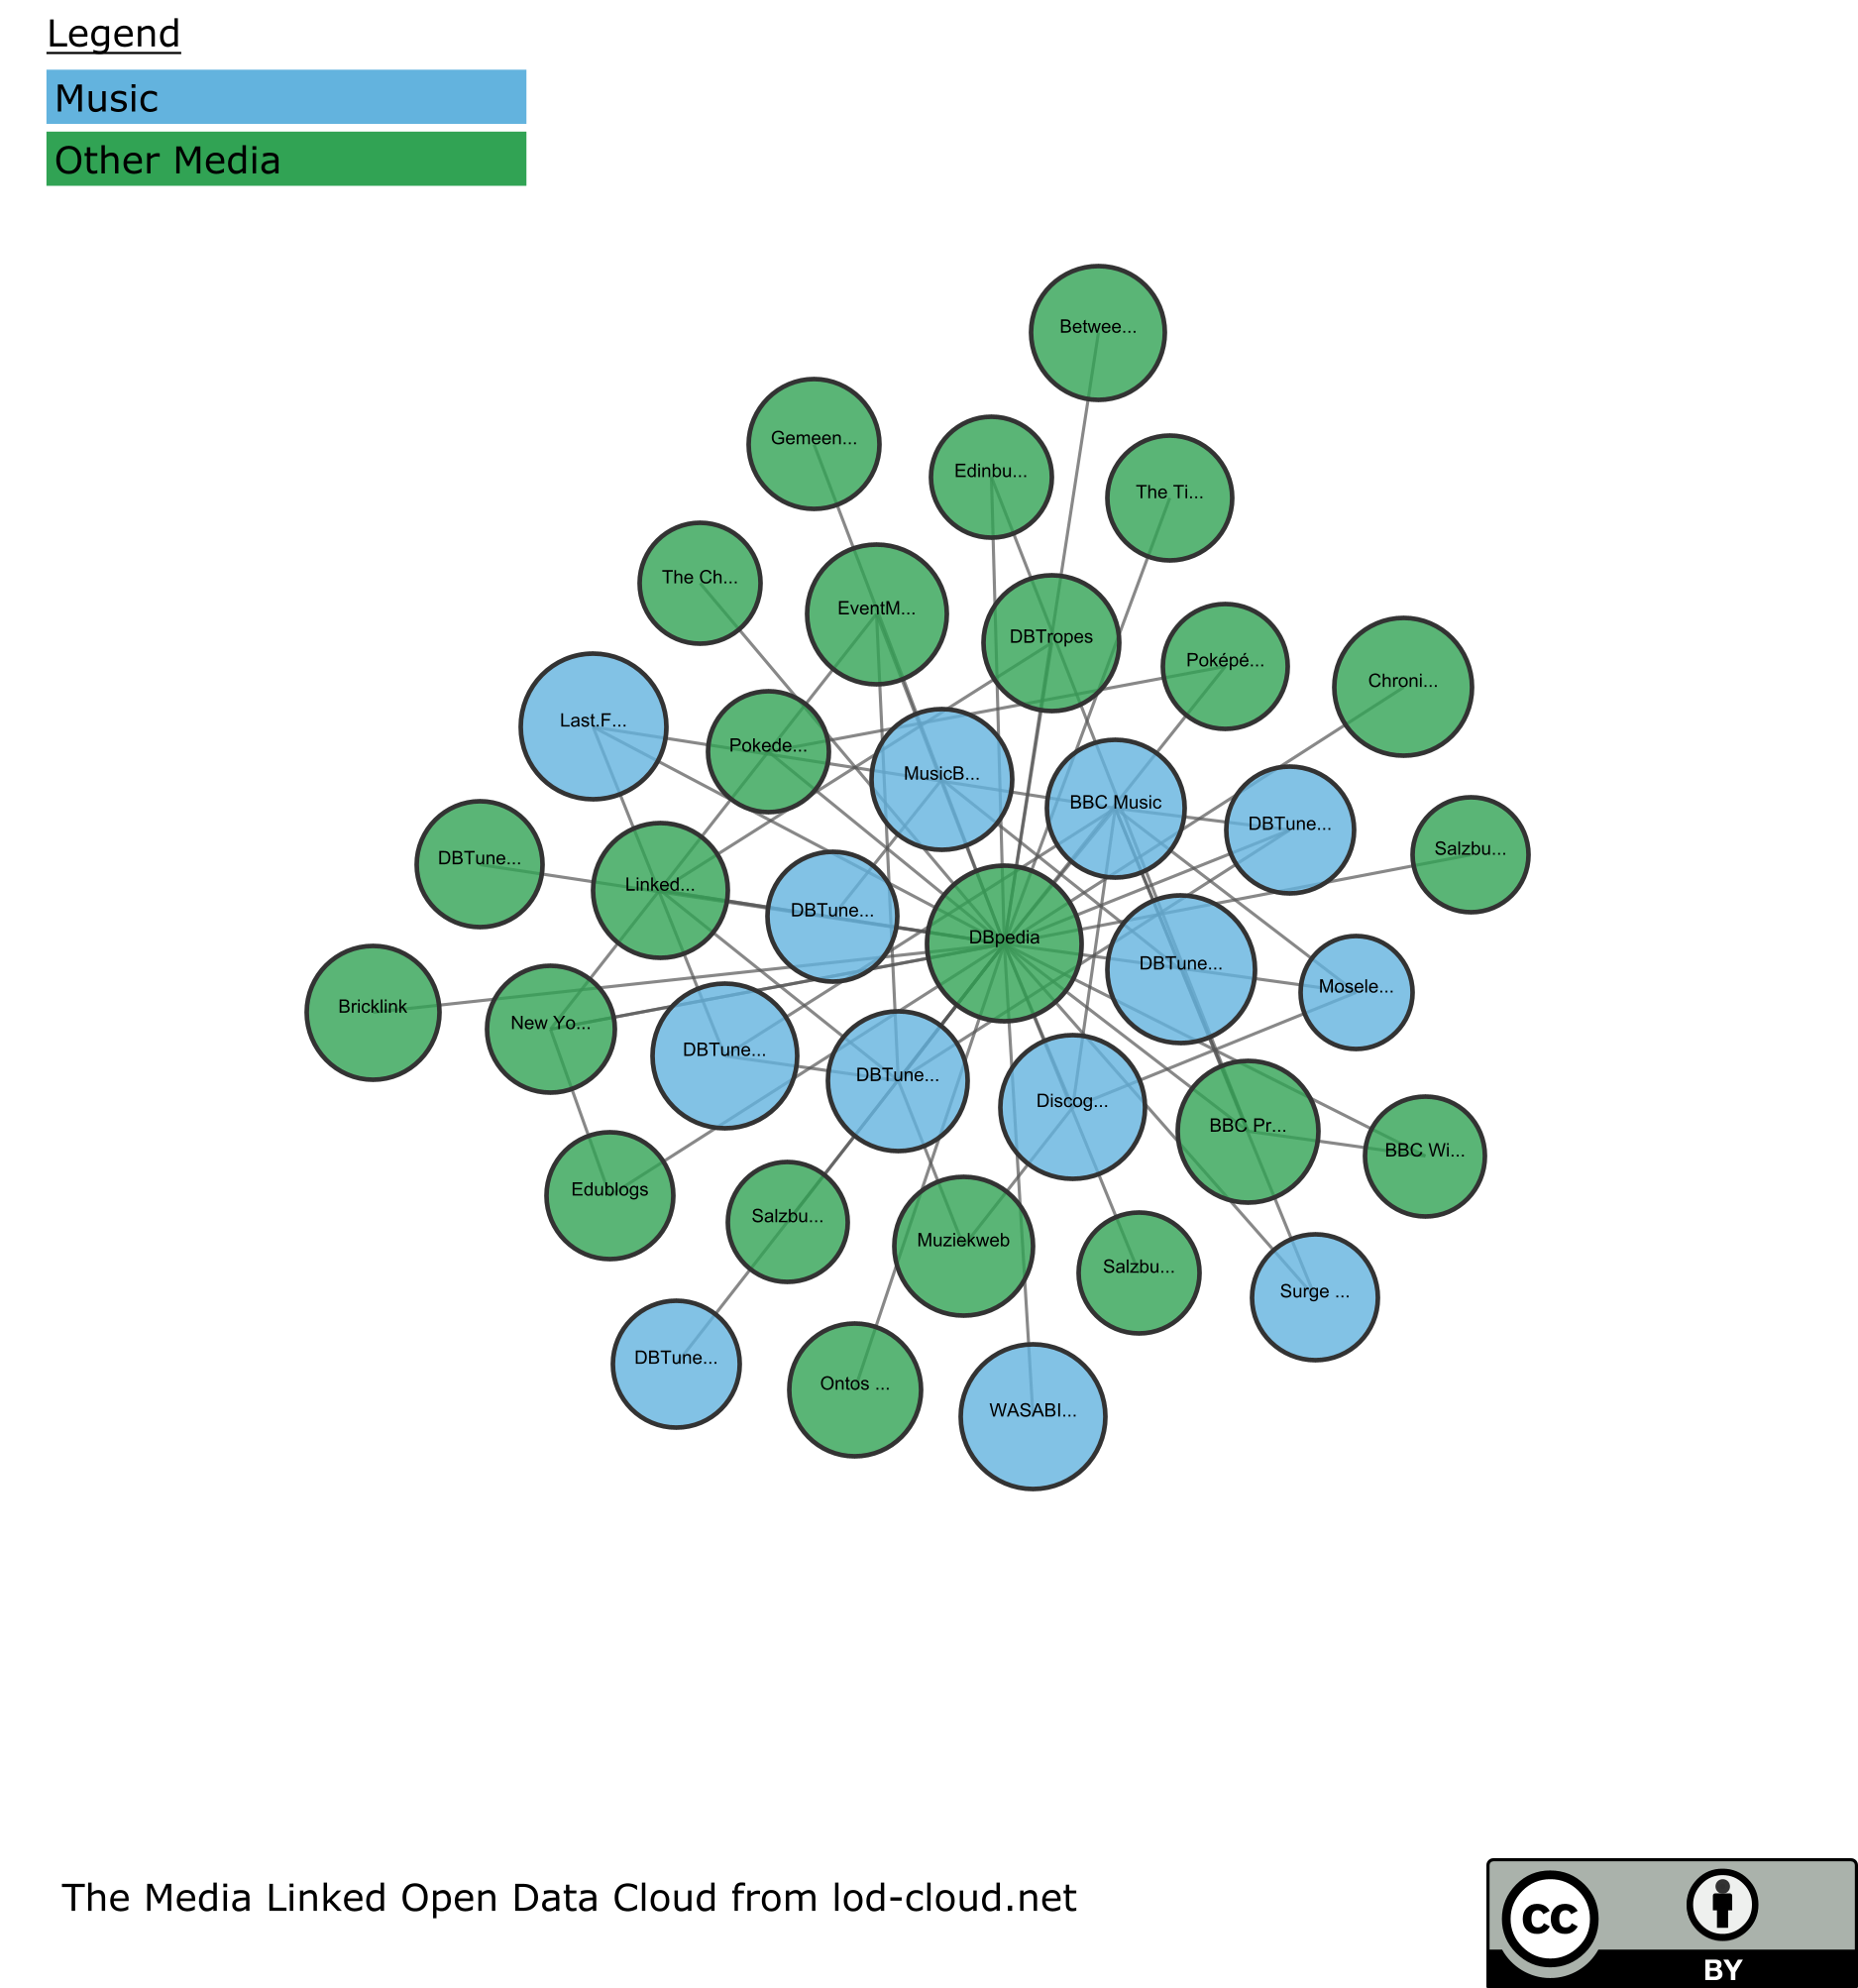 Legend
Music
Other Media
Betwee...
Gemeen...
Edinbu...
The Ti...
The Ch...
EventM...
DBTropes
Poképé...
Chroni...
Last.F...
Pokede...
MusicB...
BBC Music
DBTune...
Salzbu...
DBTune...
Linked...
DBTune...
DBpedia
DBTune...
Mosele...
Bricklink
New Yo...
DBTune...
DBTune...
Discog...
BBC Pr...
BBC Wi...
Edublogs
Salzbu...
Muziekweb
Salzbu...
Surge ...
DBTune...
Ontos ...
WASABI...
The Media Linked Open Data Cloud from lod-cloud.net
cc
BY